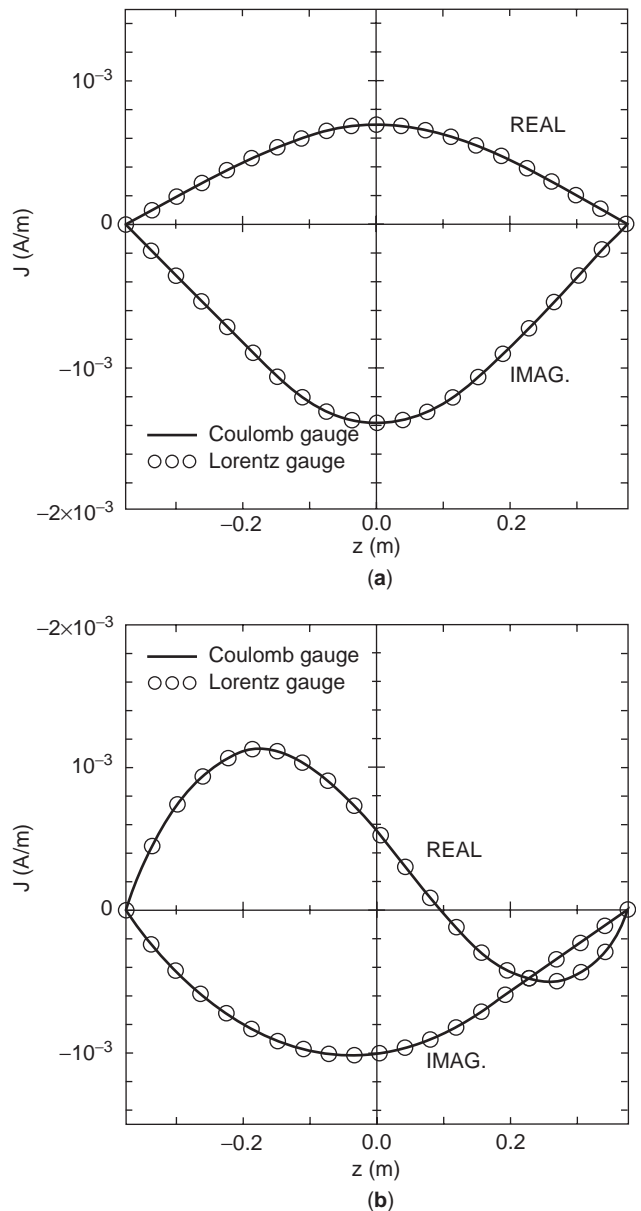 10⁻³
REAL
0
J (A/m)
−10⁻³
IMAG.
Coulomb gauge
Lorentz gauge
−2×10⁻³
−0.2 0.0 0.2
z (m)
(a)
−2×10⁻³
Coulomb gauge
Lorentz gauge
10⁻³
REAL
J (A/m)
0
−10⁻³
IMAG.
−0.2 0.0 0.2
z (m)
(b)